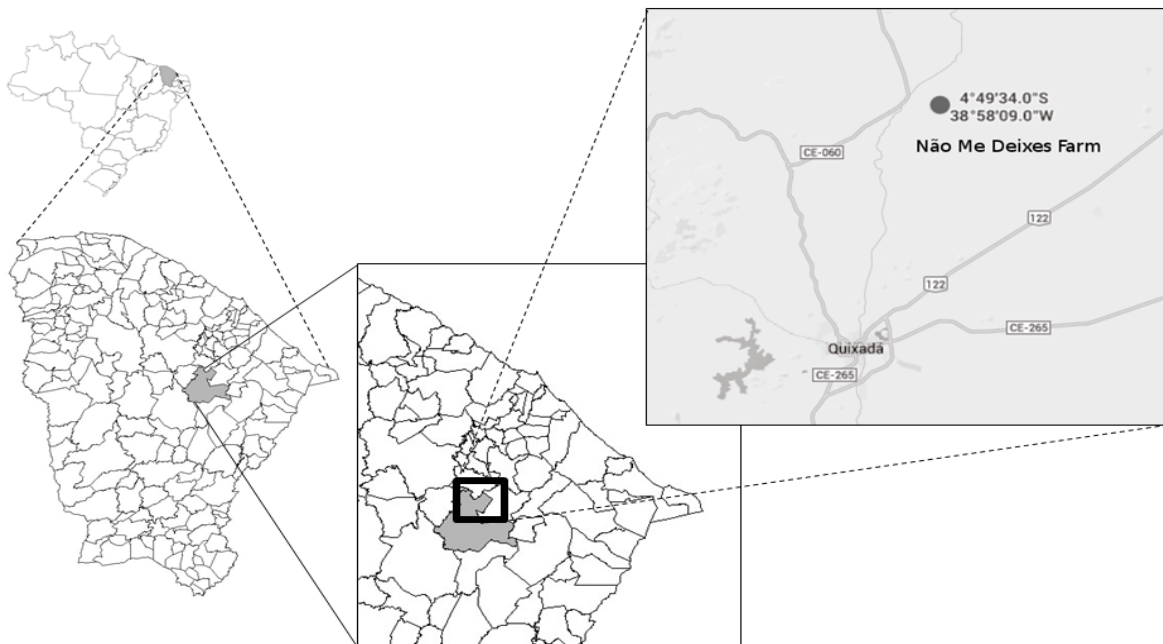 4°49'34.0"S
38°58'09.0"W
Não Me Deixes Farm
CE-060
122
122
CE-265
Quixadá
CE-265